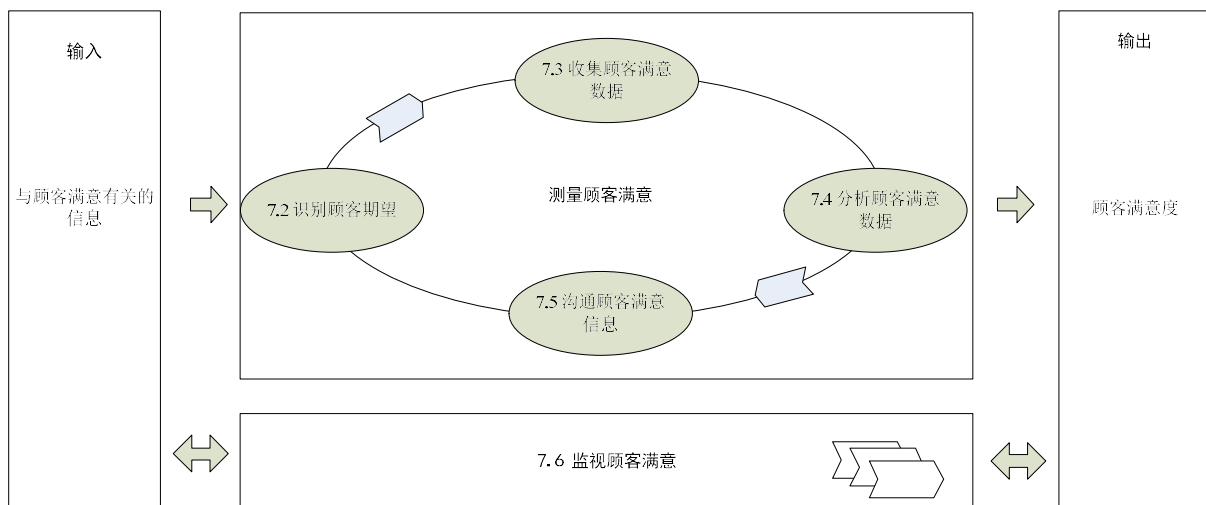 输入
与顾客满意有关的
信息
7.3 收集顾客满意
数据
7.2 识别顾客期望
测量顾客满意
7.4 分析顾客满意
数据
7.5 沟通顾客满意
信息
7.6 监视顾客满意
输出
顾客满意度